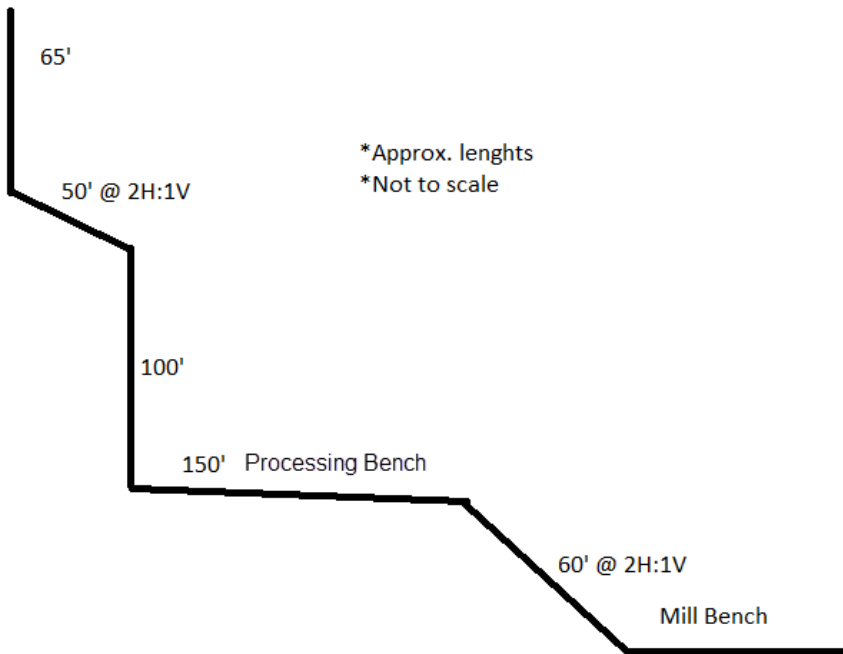 65'
*Approx. lenghts
*Not to scale
50' @ 2H:1V
100'
150' Processing Bench
60' @ 2H:1V
Mill Bench